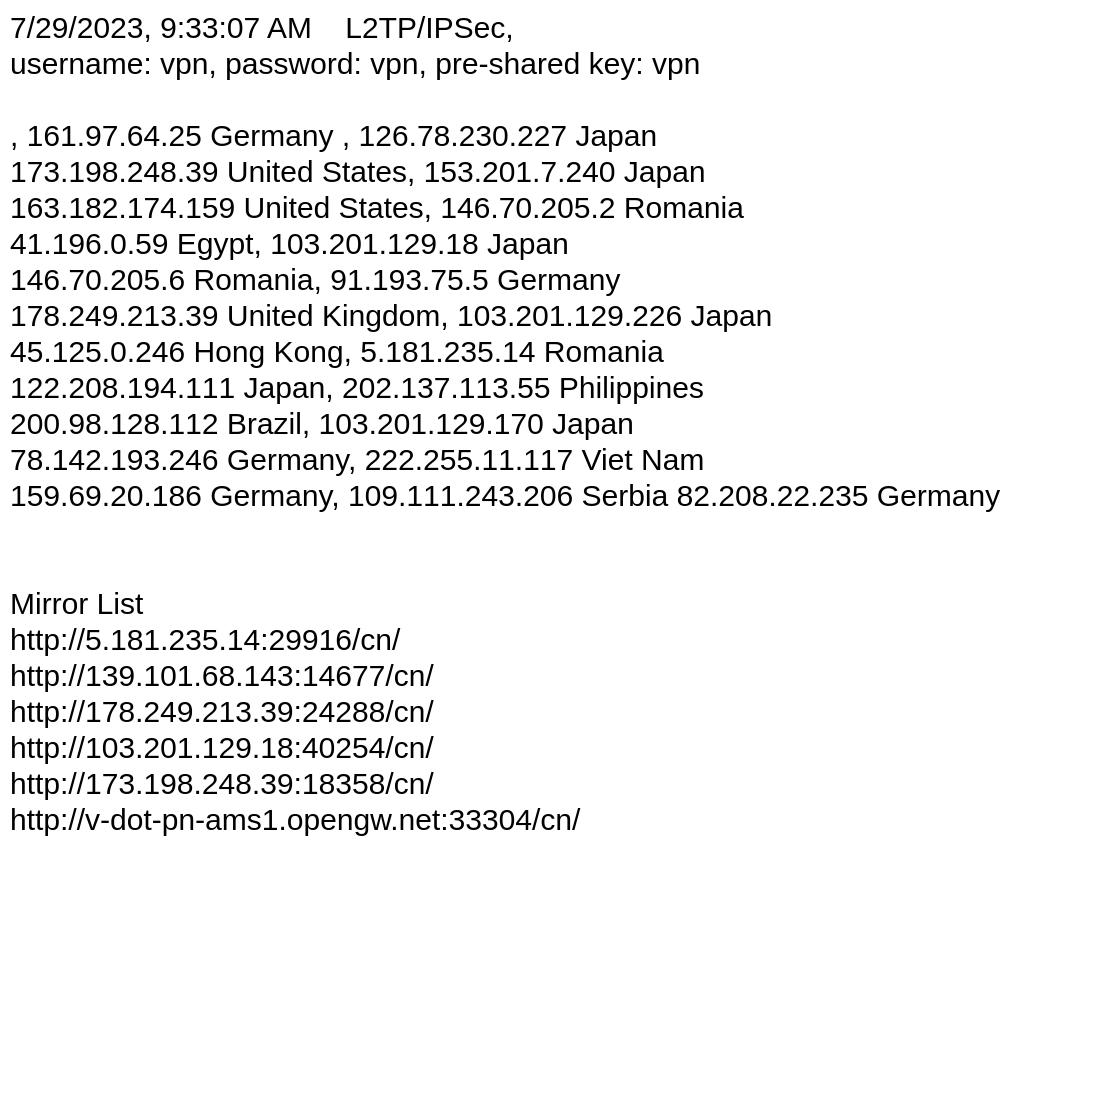 7/29/2023, 9:33:07 AM    L2TP/IPSec,
username: vpn, password: vpn, pre-shared key: vpn
, 161.97.64.25 Germany , 126.78.230.227 Japan
173.198.248.39 United States, 153.201.7.240 Japan
163.182.174.159 United States, 146.70.205.2 Romania
41.196.0.59 Egypt, 103.201.129.18 Japan
146.70.205.6 Romania, 91.193.75.5 Germany
178.249.213.39 United Kingdom, 103.201.129.226 Japan
45.125.0.246 Hong Kong, 5.181.235.14 Romania
122.208.194.111 Japan, 202.137.113.55 Philippines
200.98.128.112 Brazil, 103.201.129.170 Japan
78.142.193.246 Germany, 222.255.11.117 Viet Nam
159.69.20.186 Germany, 109.111.243.206 Serbia 82.208.22.235 Germany
Mirror List
http://5.181.235.14:29916/cn/
http://139.101.68.143:14677/cn/
http://178.249.213.39:24288/cn/
http://103.201.129.18:40254/cn/
http://173.198.248.39:18358/cn/
http://v-dot-pn-ams1.opengw.net:33304/cn/